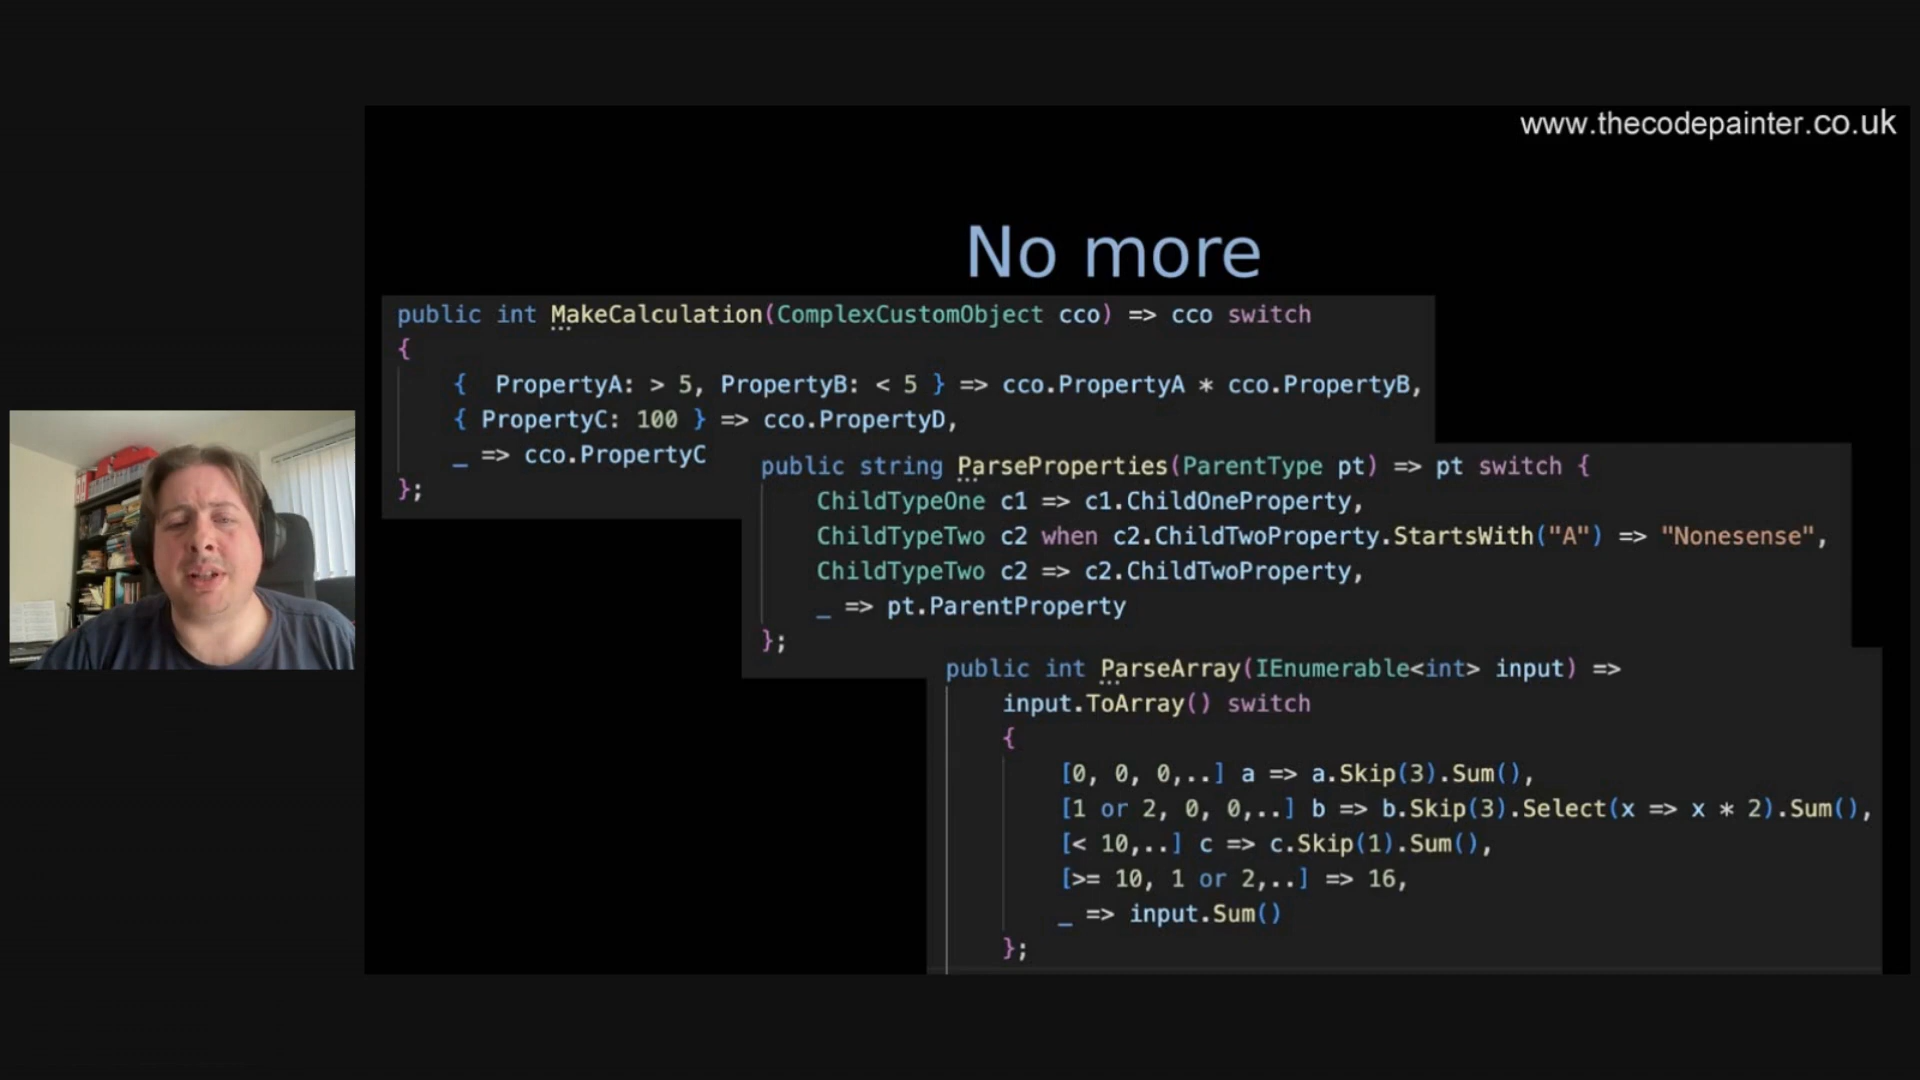 www.thecodepainter.co.uk
No more
public int MakeCalculation(ComplexCustomObject cco) => cco switch
{
{  PropertyA: > 5, PropertyB: < 5 } => cco.PropertyA * cco.PropertyB,
{ PropertyC: 100 } => cco.PropertyD,
_ => cco.PropertyC
};
public string ParseProperties(ParentType pt) => pt switch {
ChildTypeOne c1 => c1.ChildOneProperty,
ChildTypeTwo c2 when c2.ChildTwoProperty.StartsWith("A") => "Nonesense",
ChildTypeTwo c2 => c2.ChildTwoProperty,
_ => pt.ParentProperty
};
public int ParseArray(IEnumerable<int> input) =>
input.ToArray() switch
{
[0, 0, 0,..] a => a.Skip(3).Sum(),
[1 or 2, 0, 0,..] b => b.Skip(3).Select(x => x * 2).Sum(),
[< 10,..] c => c.Skip(1).Sum(),
[>= 10, 1 or 2,..] => 16,
_ => input.Sum()
};